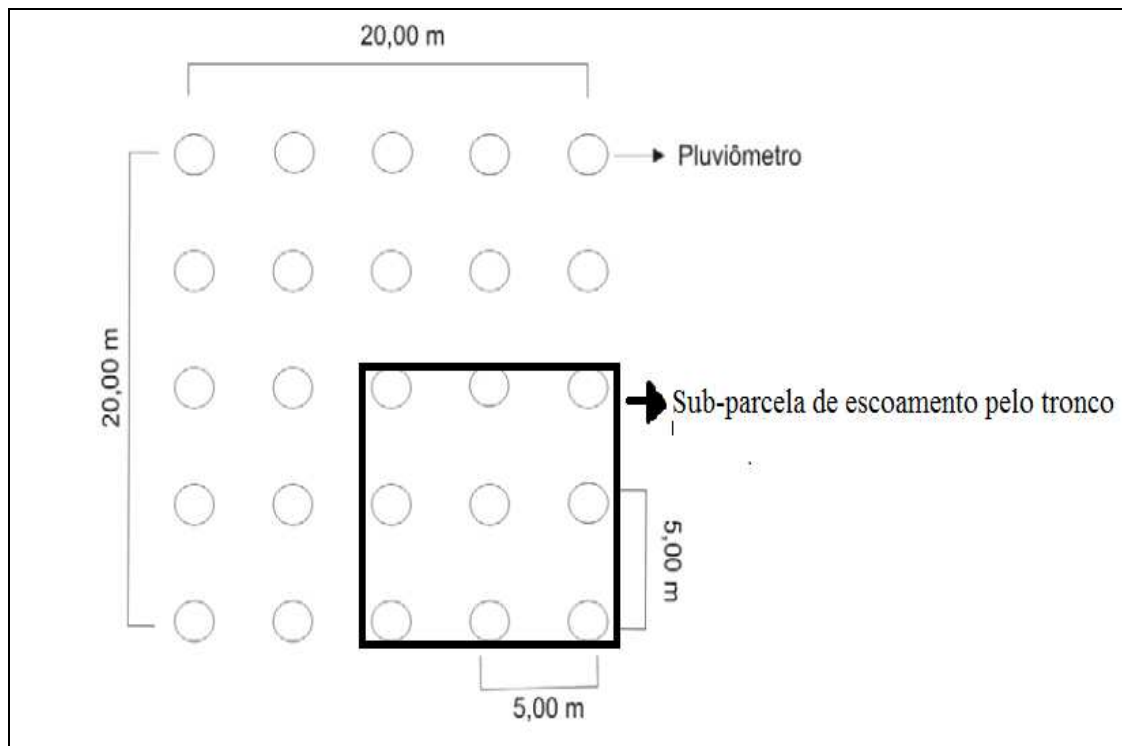 20,00 m
Pluviômetro
20,00 m
Sub-parcela de escoamento pelo tronco
5,00 m
5,00 m